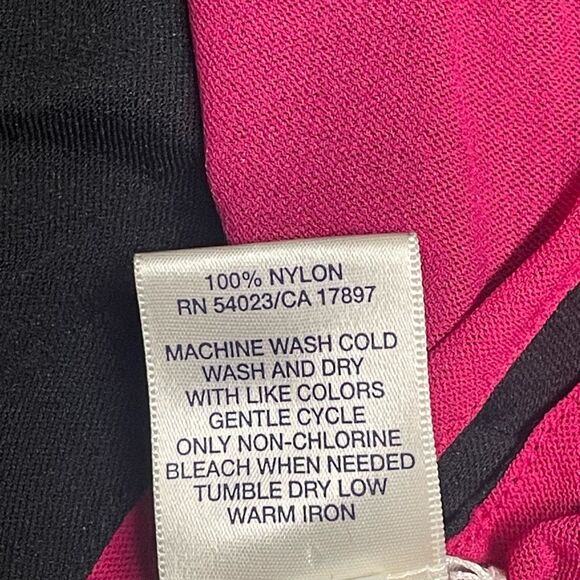 100% NYLON
RN 54023/CA 17897
MACHINE WASH COLD
WASH AND DRY
WITH LIKE COLORS
GENTLE CYCLE
ONLY NON-CHLORINE
BLEACH WHEN NEEDED
TUMBLE DRY LOW
WARM IRON